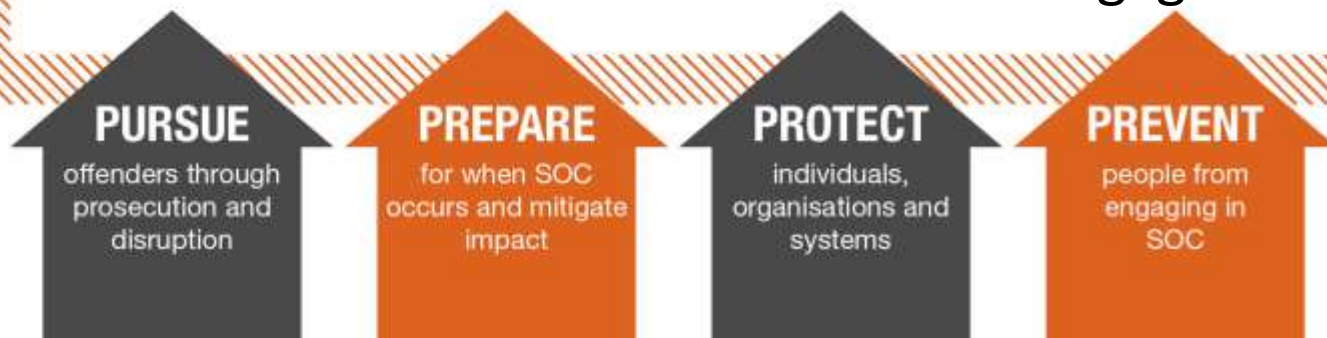 PURSUE
offenders through
prosecution and
disruption
PREPARE
for when SOC
occurs and mitigate
impact
PROTECT
individuals,
organisations and
systems
PREVENT
people from
engaging in
SOC